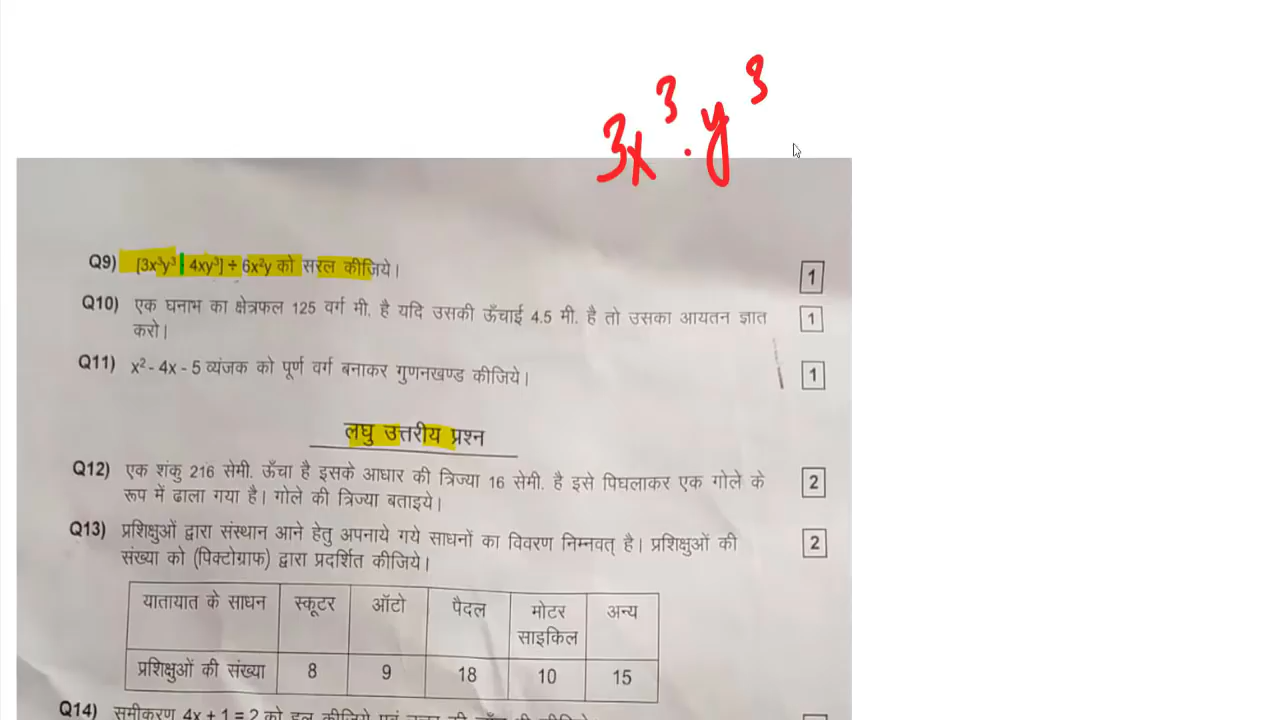 3x³·y³
Q9) [3x³y³ | 4xy³] ÷ 6x²y को सरल कीजिये।
1
Q10) एक घनाभ का क्षेत्रफल 125 वर्ग मी. है यदि उसकी ऊँचाई 4.5 मी. है तो उसका आयतन ज्ञात
करो।
1
Q11) x² - 4x - 5 व्यंजक को पूर्ण वर्ग बनाकर गुणनखण्ड कीजिये।
1
लघु उत्तरीय प्रश्न
Q12) एक शंकु 216 सेमी. ऊँचा है इसके आधार की त्रिज्या 16 सेमी. है इसे पिघलाकर एक गोले के
रूप में ढाला गया है। गोले की त्रिज्या बताइये।
2
Q13) प्रशिक्षुओं द्वारा संस्थान आने हेतु अपनाये गये साधनों का विवरण निम्नवत् है। प्रशिक्षुओं की
संख्या को (पिक्टोग्राफ) द्वारा प्रदर्शित कीजिये।
2
यातायात के साधन स्कूटर ऑटो पैदल मोटर साइकिल अन्य
प्रशिक्षुओं की संख्या 8 9 18 10 15
Q14) समीकरण 4x + 1 = 2 को हल कीजिये एवं